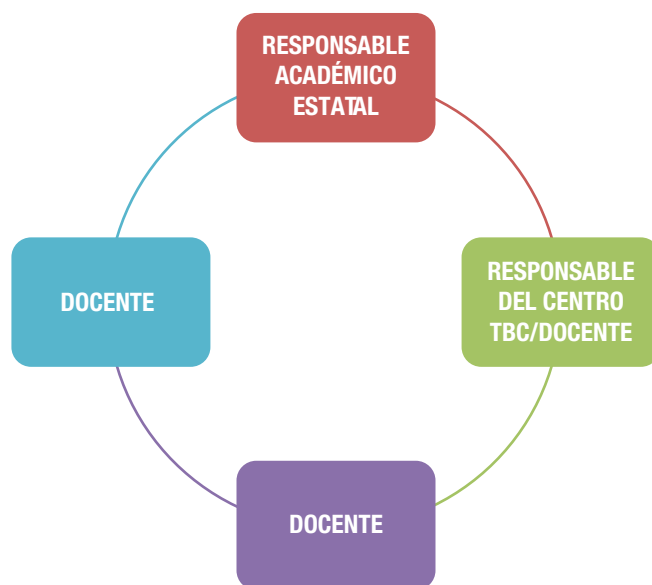 RESPONSABLE
ACADÉMICO
ESTATAL
RESPONSABLE
DEL CENTRO
TBC/DOCENTE
DOCENTE
DOCENTE